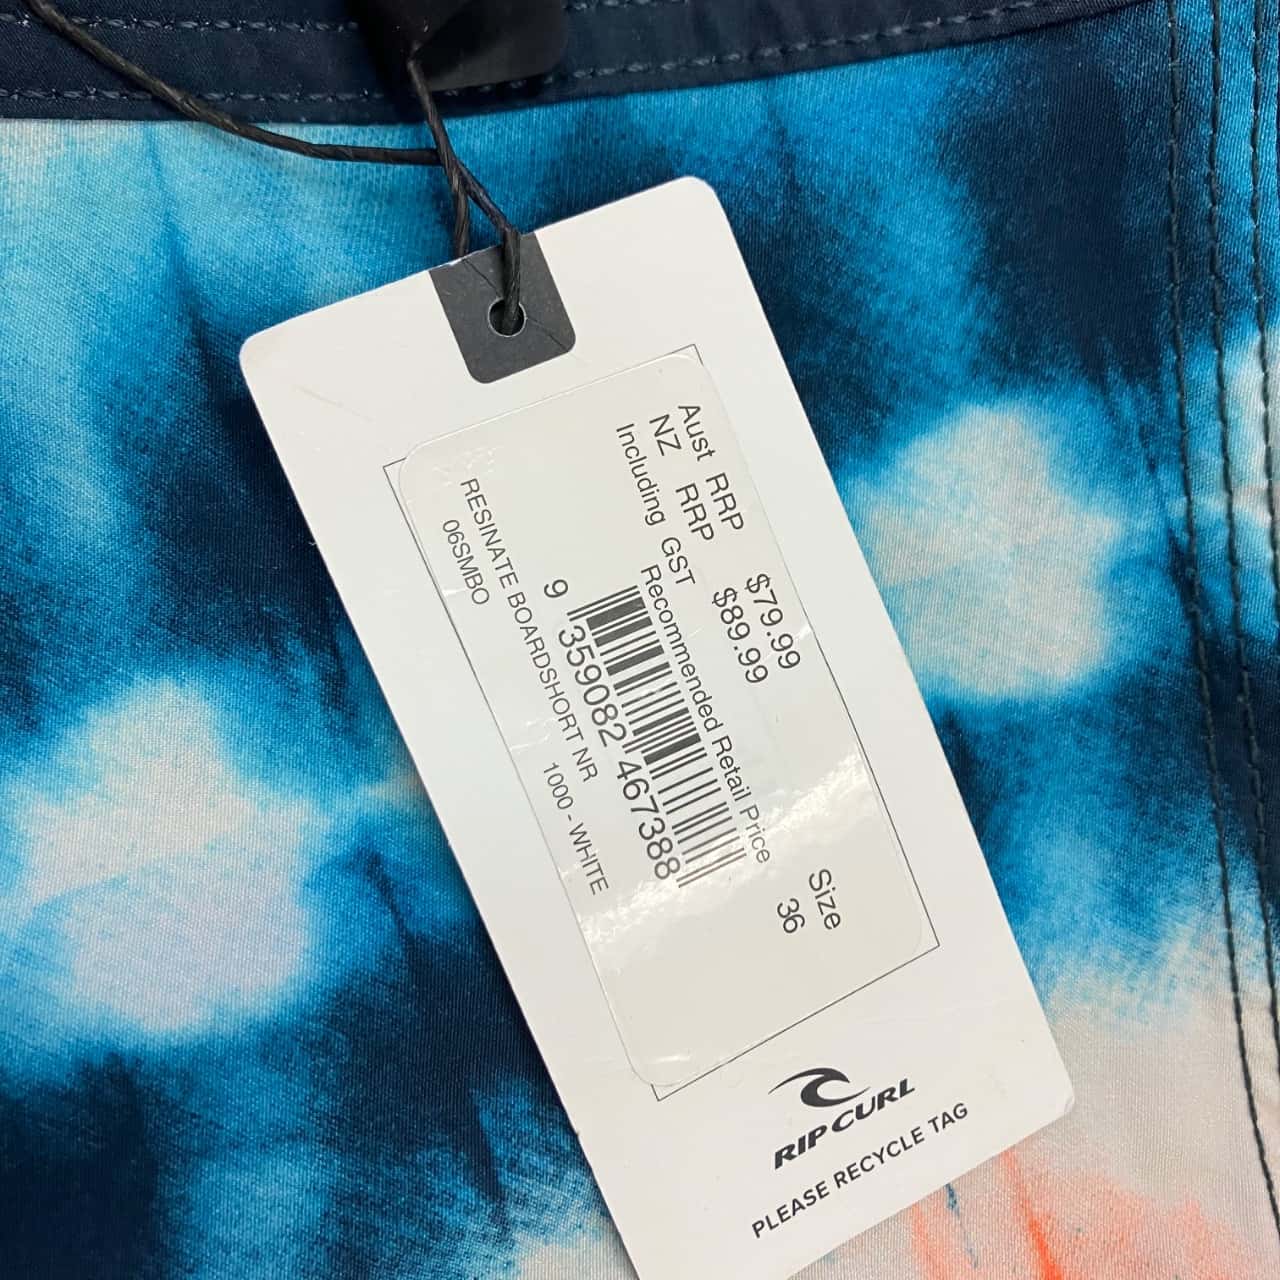 Aust RRP $79.99
NZ RRP $89.99
Including GST
Recommended Retail Price
Size
36
9 359082 467388
RESINATE BOARDSHORT NR
06SMBO 1000 - WHITE
RIP CURL
PLEASE RECYCLE TAG